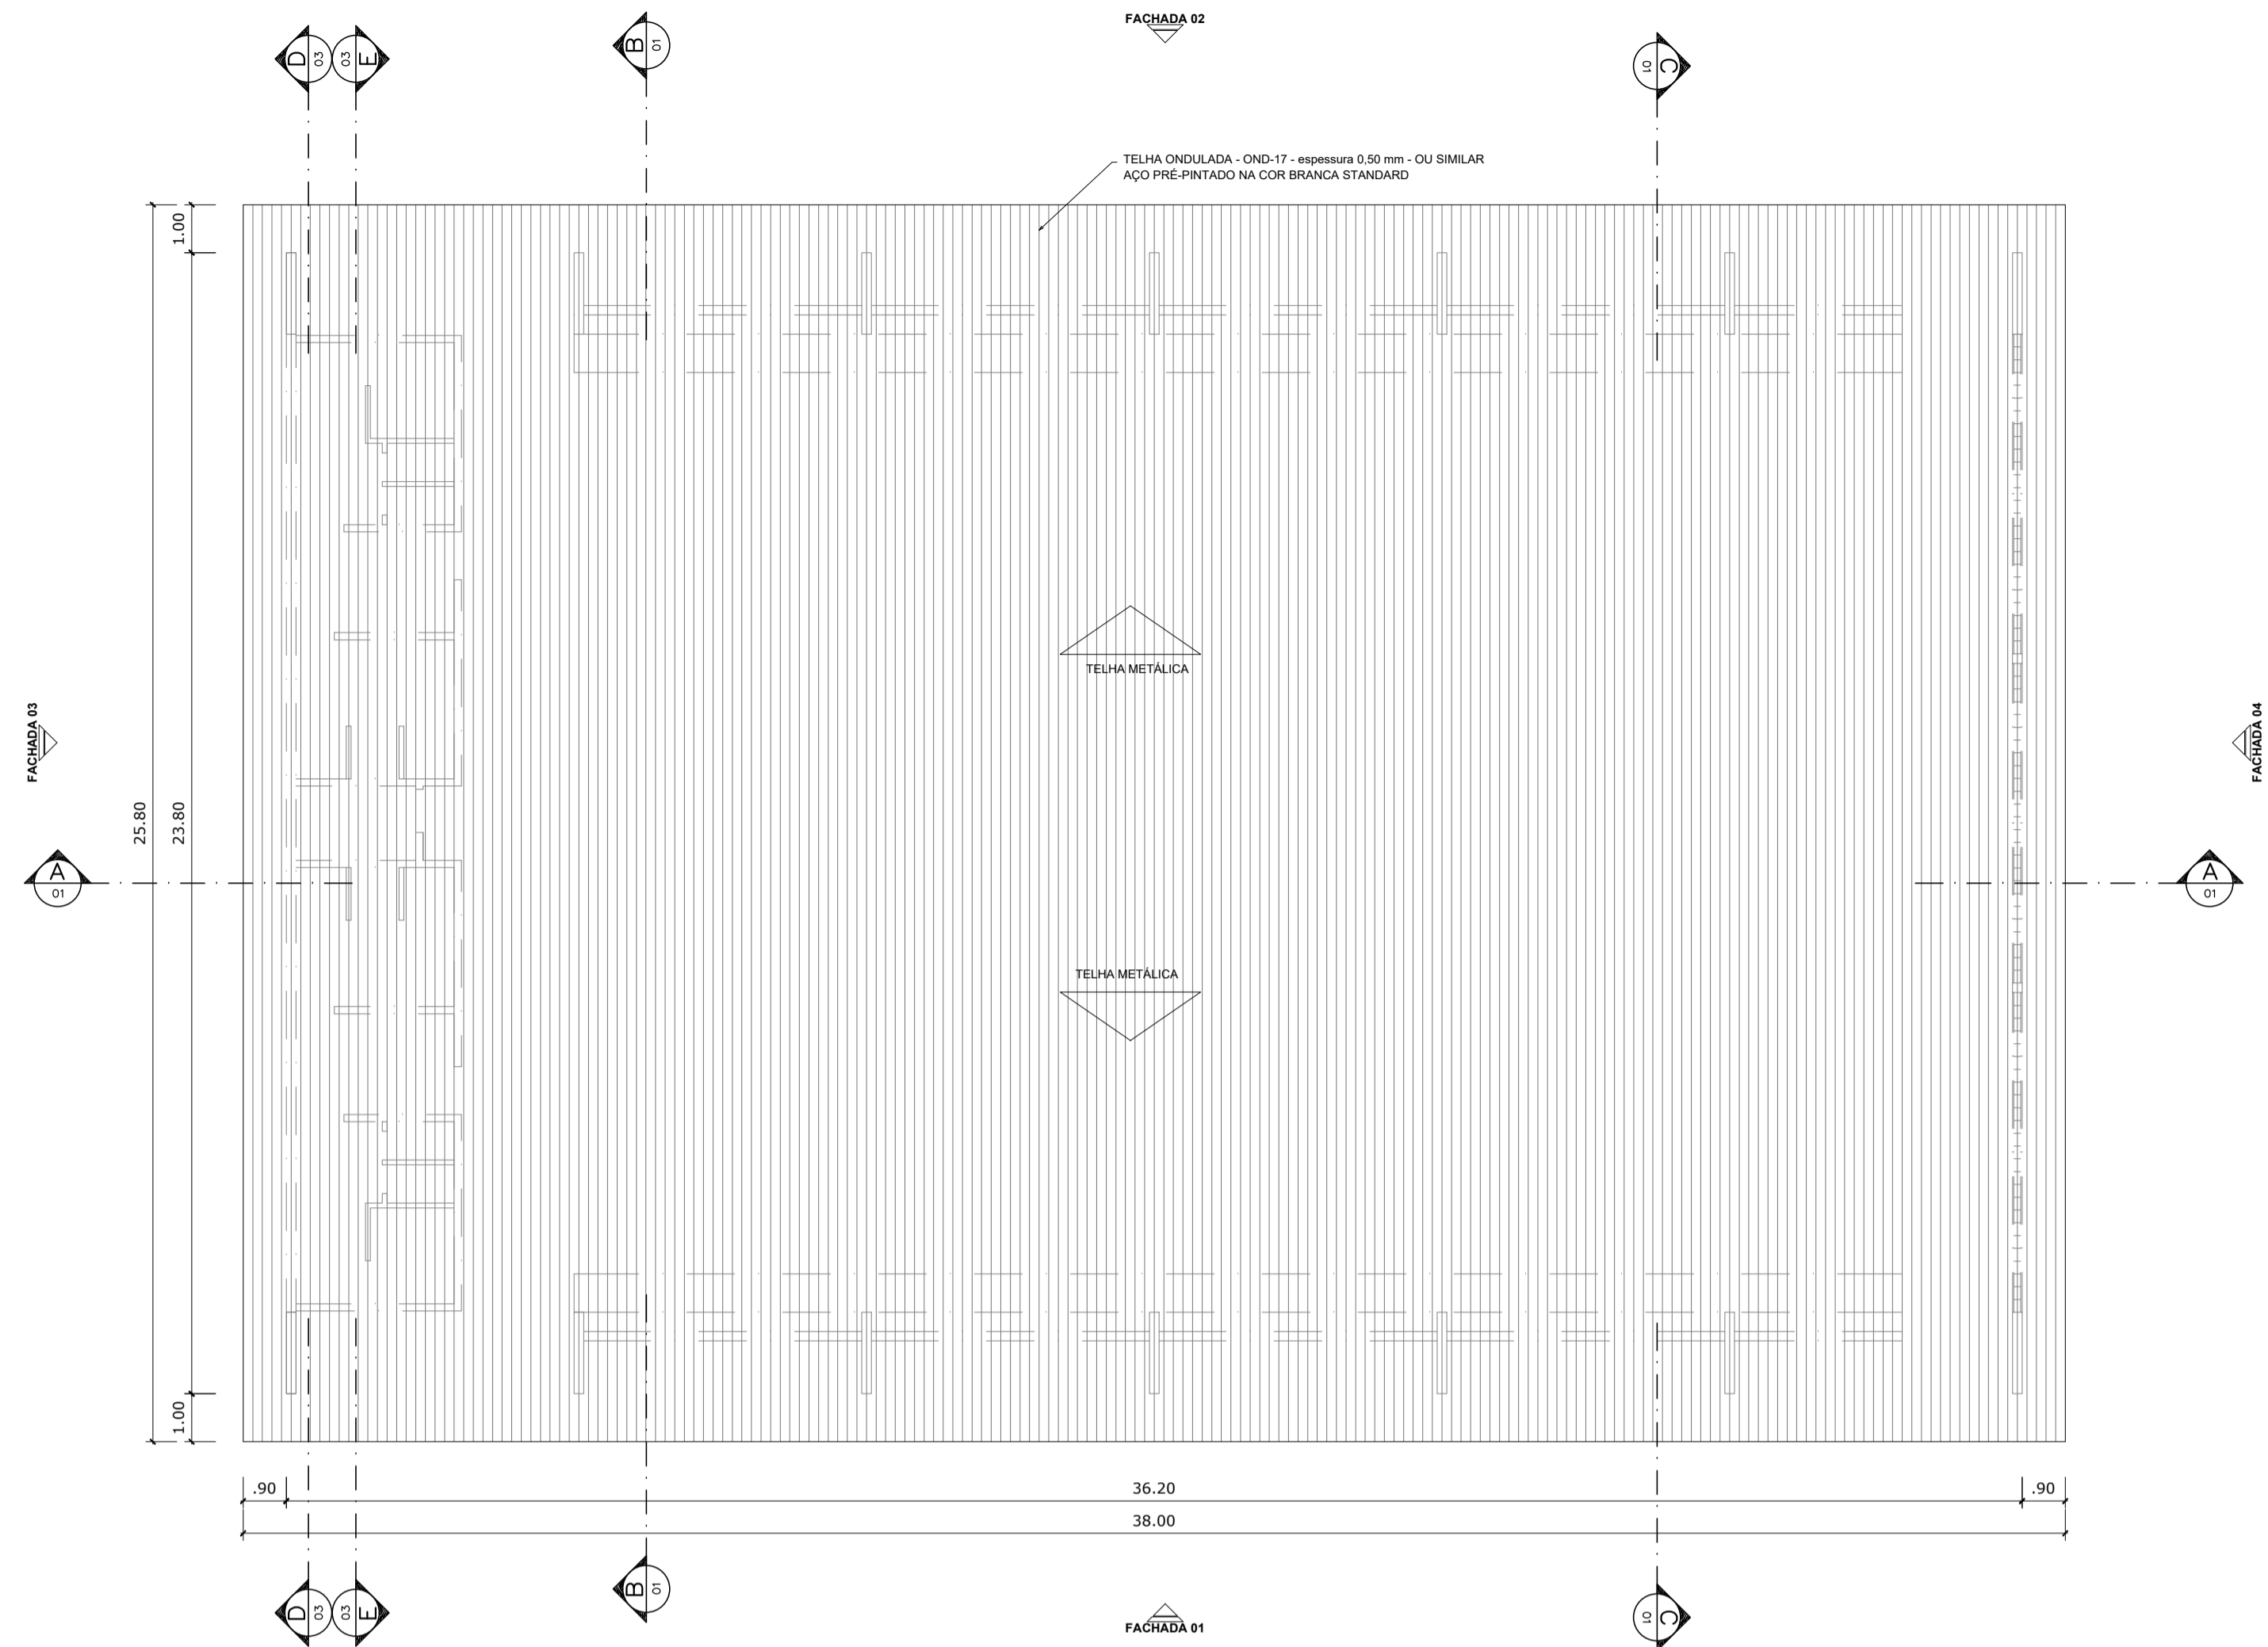 FACHADA 02
D
03
03
E
B
01
01
C
TELHA ONDULADA - OND-17 - espessura 0,50 mm - OU SIMILAR
AÇO PRÉ-PINTADO NA COR BRANCA STANDARD
1.00
TELHA METÁLICA
FACHADA 03
FACHADA 04
25.80
23.80
A
01
A
01
TELHA METÁLICA
1.00
.90
36.20
.90
38.00
B
01
D
03
03
E
01
C
FACHADA 01